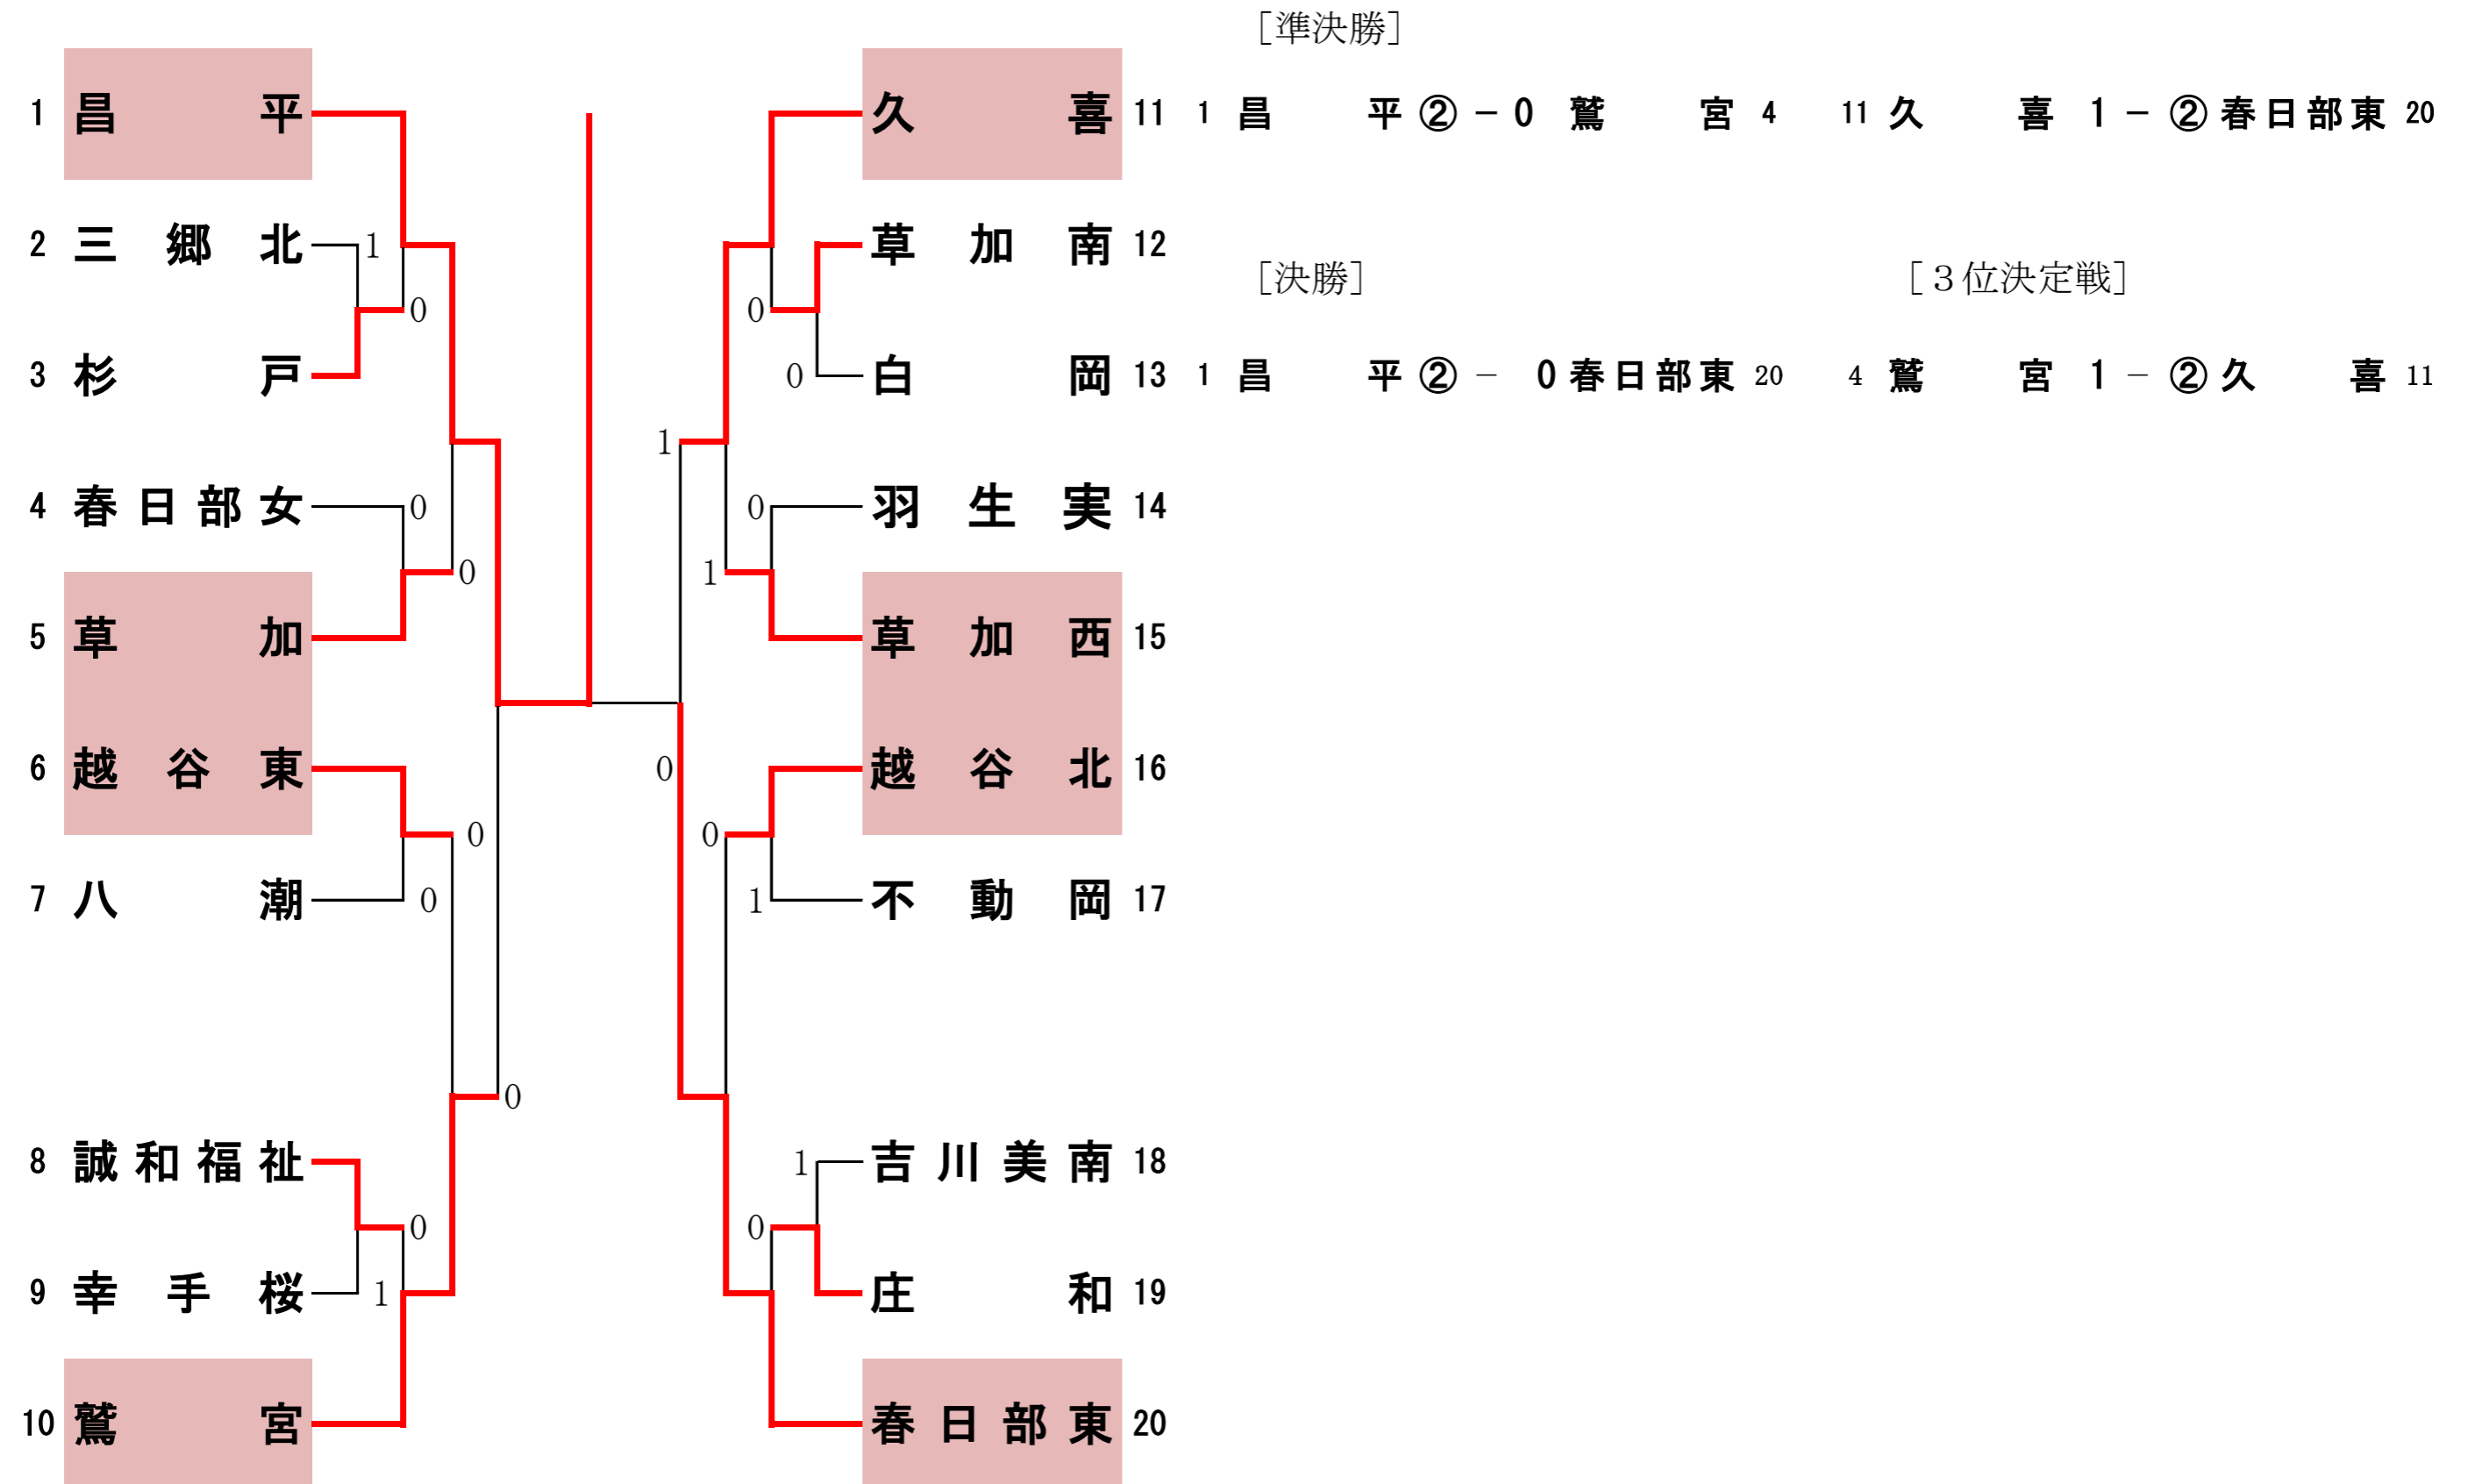 ［準決勝］
1 昌平 ② － 0 鷲宮 4
11 久喜 1 － ② 春日部東 20
［決勝］
1 昌平 ② － 0 春日部東 20
［３位決定戦］
4 鷲宮 1 － ② 久喜 11
1 昌平
2 三郷北 1
0
3 杉戸
4 春日部女 0
0
5 草加
6 越谷東
0
7 八潮 0
0
8 誠和福祉
0
9 幸手桜 1
10 鷲宮
久喜 11
草加南 12
0
0 白岡 13
1
0 羽生実 14
1
草加西 15
0 越谷北 16
0
1 不動岡 17
1 吉川美南 18
0
庄和 19
春日部東 20